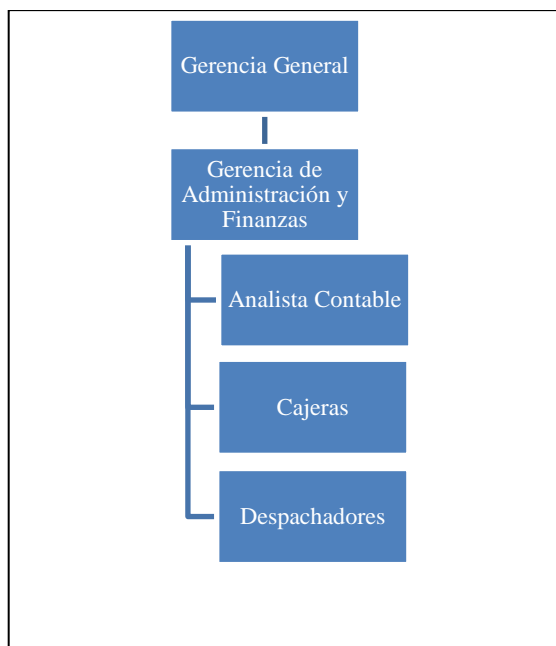 Gerencia General
Gerencia de
Administración y
Finanzas
Analista Contable
Cajeras
Despachadores